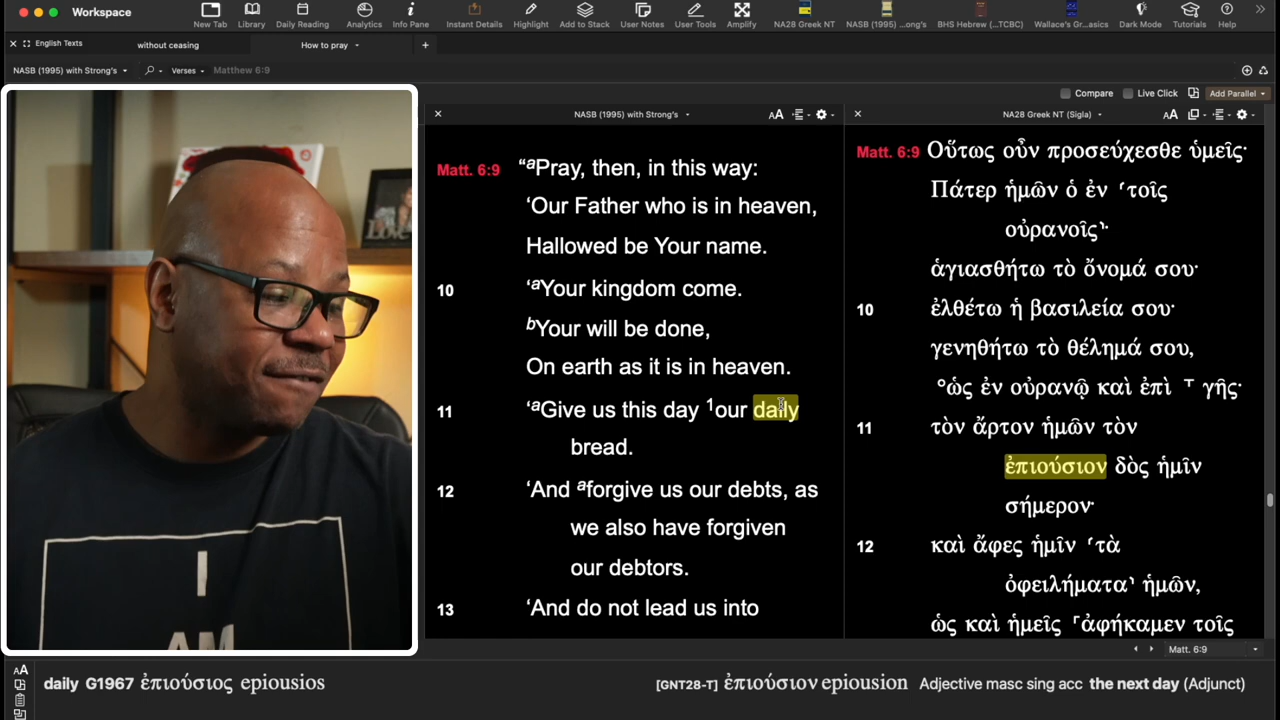 Workspace
New Tab
Library
Daily Reading
Analytics
Info Pane
Instant Details
Highlight
Add to Stack
User Notes
User Tools
Amplify
NA28 Greek NT
NASB (1995) ...ong's
BHS Hebrew (...TCBC)
Wallace's Gr...asics
Dark Mode
Tutorials
Help
English Texts
without ceasing
How to pray
NASB (1995) with Strong's
Verses
Matthew 6:9
Compare
Live Click
Add Parallel
NASB (1995) with Strong's
AA
NA28 Greek NT (Sigla)
AA
Matt. 6:9 “ᵃPray, then, in this way:
‘Our Father who is in heaven,
Hallowed be Your name.
10 ‘ᵃYour kingdom come.
ᵇYour will be done,
On earth as it is in heaven.
11 ‘ᵃGive us this day ¹our daily
bread.
12 ‘And ᵃforgive us our debts, as
we also have forgiven
our debtors.
13 ‘And do not lead us into
Matt. 6:9 Οὕτως οὖν προσεύχεσθε ὑμεῖς·
Πάτερ ἡμῶν ὁ ἐν ⸂τοῖς
οὐρανοῖς⸃·
ἁγιασθήτω τὸ ὄνομά σου·
10 ἐλθέτω ἡ βασιλεία σου·
γενηθήτω τὸ θέλημά σου,
°ὡς ἐν οὐρανῷ καὶ ἐπὶ ⸆ γῆς·
11 τὸν ἄρτον ἡμῶν τὸν
ἐπιούσιον δὸς ἡμῖν
σήμερον·
12 καὶ ἄφες ἡμῖν ⸂τὰ
ὀφειλήματα⸃ ἡμῶν,
ὡς καὶ ἡμεῖς ⸀ἀφήκαμεν τοῖς
Matt. 6:9
I
AM
AA
daily G1967 ἐπιούσιος epiousios
[GNT28-T] ἐπιούσιον epiousion Adjective masc sing acc the next day (Adjunct)